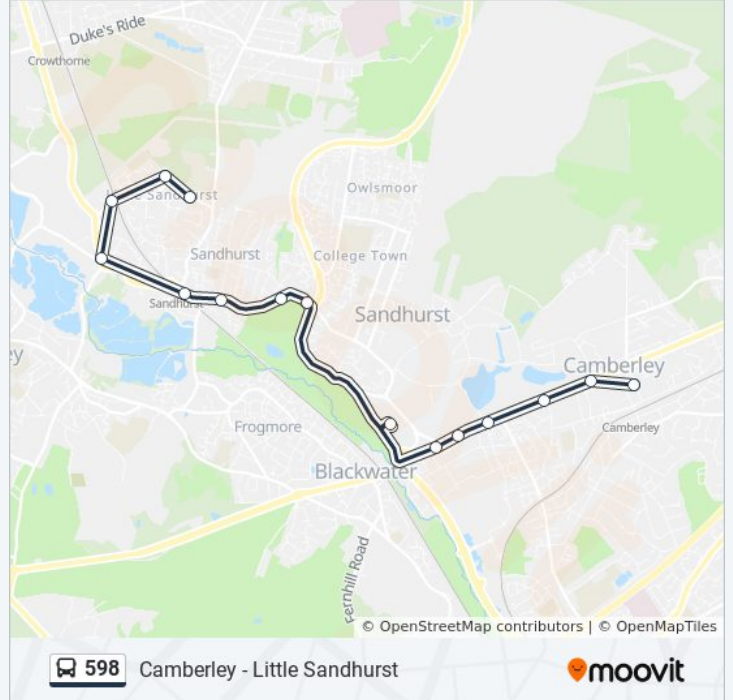 Duke's Ride
Crowthorne
Owlsmoor
Sandhurst
College Town
Sandhurst
Sandhurst
Camberley
Camberley
Frogmore
Blackwater
Fernhill Road
© OpenStreetMap contributors | © OpenMapTiles
598 Camberley - Little Sandhurst
moovit